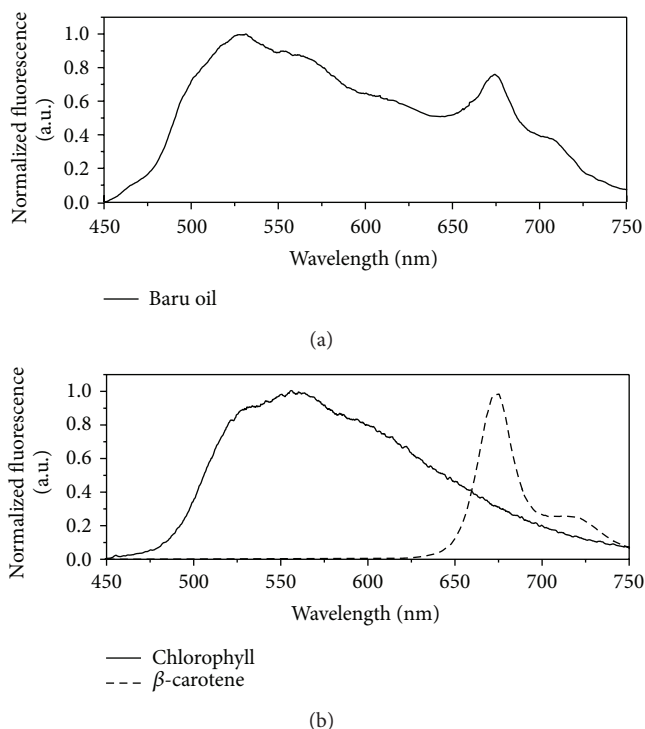 Normalized fluorescence
(a.u.)
1.0
0.8
0.6
0.4
0.2
0.0
450 500 550 600 650 700 750
Wavelength (nm)
Baru oil
(a)
Normalized fluorescence
(a.u.)
1.0
0.8
0.6
0.4
0.2
0.0
450 500 550 600 650 700 750
Wavelength (nm)
Chlorophyll
β-carotene
(b)